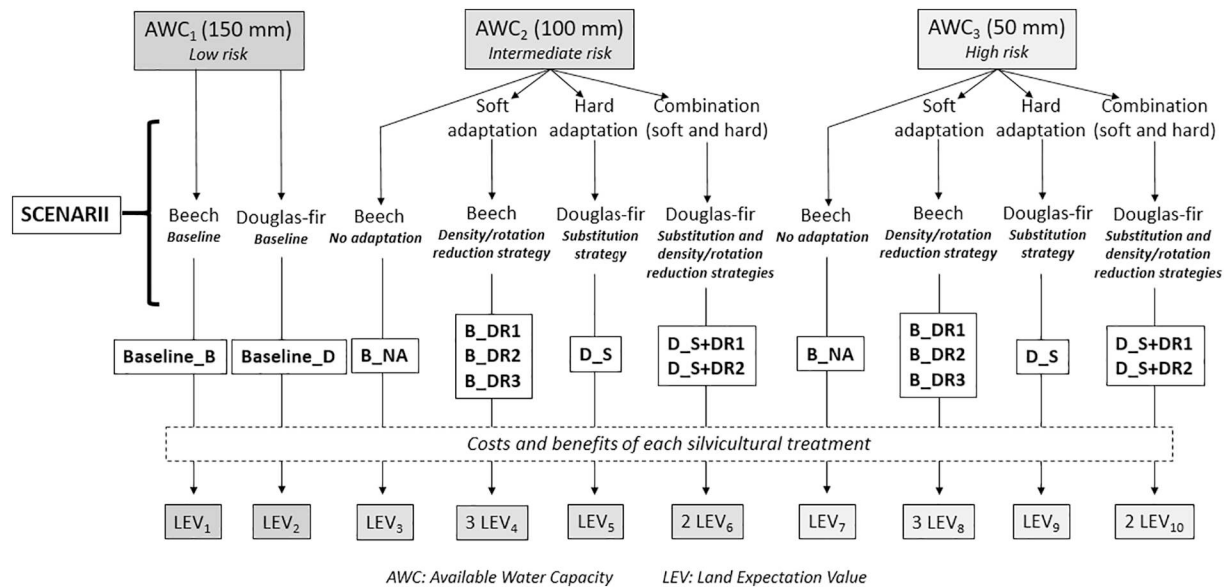 AWC₁ (150 mm)
Low risk
AWC₂ (100 mm)
Intermediate risk
AWC₃ (50 mm)
High risk
Soft
adaptation
Hard
adaptation
Combination
(soft and hard)
Soft
adaptation
Hard
adaptation
Combination
(soft and hard)
SCENARII
Beech
Baseline
Douglas-fir
Baseline
Beech
No adaptation
Beech
Density/rotation
reduction strategy
Douglas-fir
Substitution
strategy
Douglas-fir
Substitution and
density/rotation
reduction strategies
Beech
No adaptation
Beech
Density/rotation
reduction strategy
Douglas-fir
Substitution
strategy
Douglas-fir
Substitution and
density/rotation
reduction strategies
Baseline_B
Baseline_D
B_NA
B_DR1
B_DR2
B_DR3
D_S
D_S+DR1
D_S+DR2
B_NA
B_DR1
B_DR2
B_DR3
D_S
D_S+DR1
D_S+DR2
Costs and benefits of each silvicultural treatment
LEV₁
LEV₂
LEV₃
3 LEV₄
LEV₅
2 LEV₆
LEV₇
3 LEV₈
LEV₉
2 LEV₁₀
AWC: Available Water Capacity
LEV: Land Expectation Value